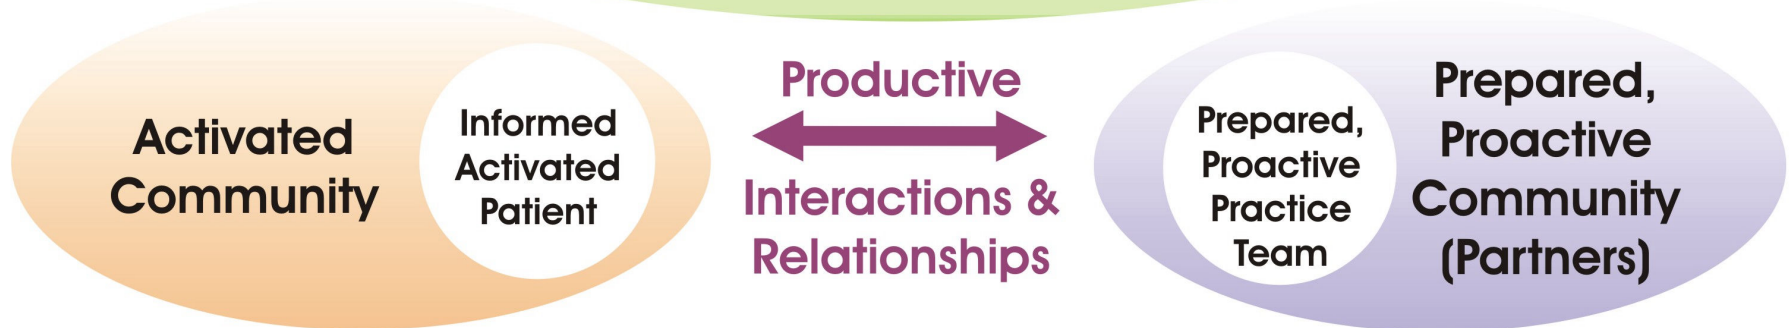 Activated
Community
Informed
Activated
Patient
Productive
Interactions &
Relationships
Prepared,
Proactive
Practice
Team
Prepared,
Proactive
Community
(Partners)